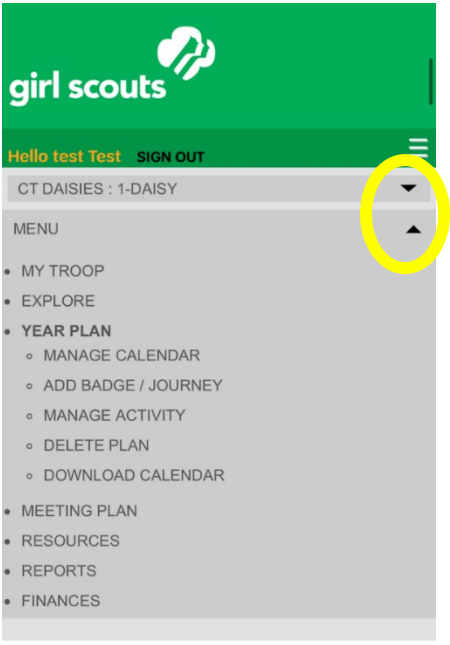 girl scouts
Hello test Test SIGN OUT
CT DAISIES : 1-DAISY
MENU
MY TROOP
EXPLORE
YEAR PLAN
MANAGE CALENDAR
ADD BADGE / JOURNEY
MANAGE ACTIVITY
DELETE PLAN
DOWNLOAD CALENDAR
MEETING PLAN
RESOURCES
REPORTS
FINANCES